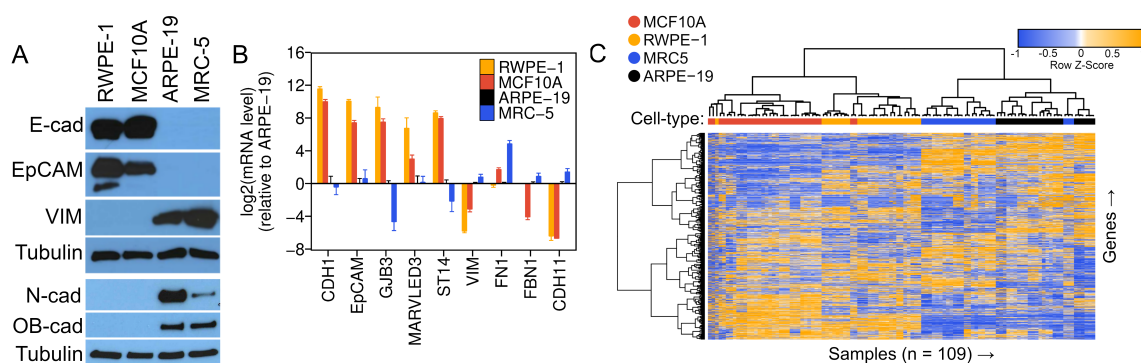 A
RWPE-1
MCF10A
ARPE-19
MRC-5
E-cad
EpCAM
VIM
Tubulin
N-cad
OB-cad
Tubulin
B
log2(mRNA level)
(relative to ARPE−19)
16
12
8
4
0
−4
−8
RWPE−1
MCF10A
ARPE−19
MRC−5
CDH1
EpCAM
GJB3
MARVLED3
ST14
VIM
FN1
FBN1
CDH11
C
MCF10A
RWPE−1
MRC5
ARPE−19
-1
0
0.5
Row Z-Score
Cell-type:
Genes →
Samples (n = 109) →